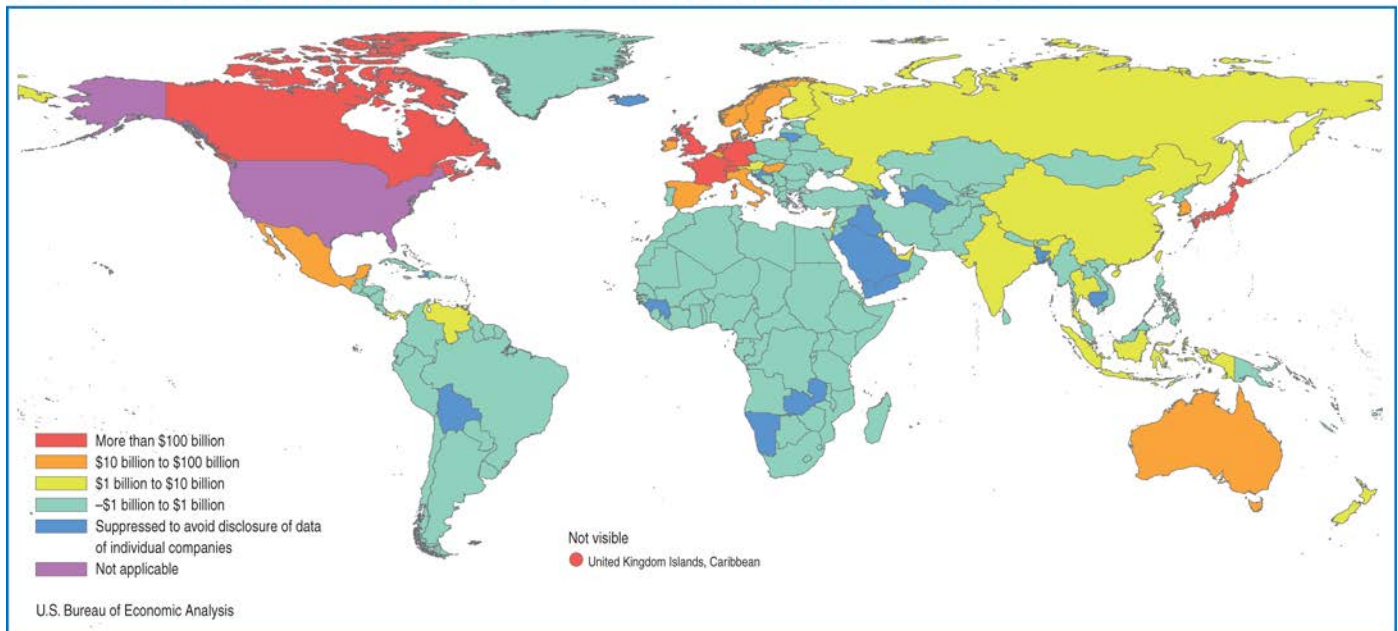 More than $100 billion
$10 billion to $100 billion
$1 billion to $10 billion
–$1 billion to $1 billion
Suppressed to avoid disclosure of data
of individual companies
Not applicable
Not visible
United Kingdom Islands, Caribbean
U.S. Bureau of Economic Analysis